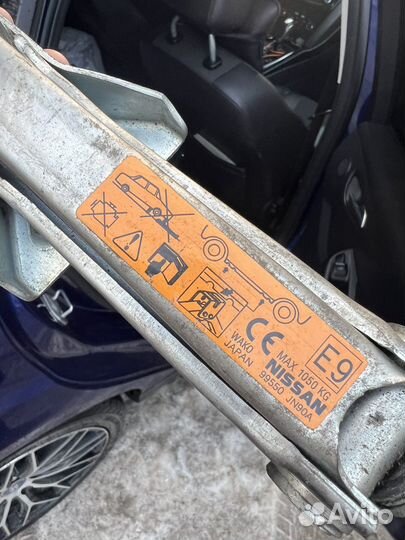 E9
CE MAX 1050 KG
NISSAN
WAKO 99550 JN90A
JAPAN
Avito